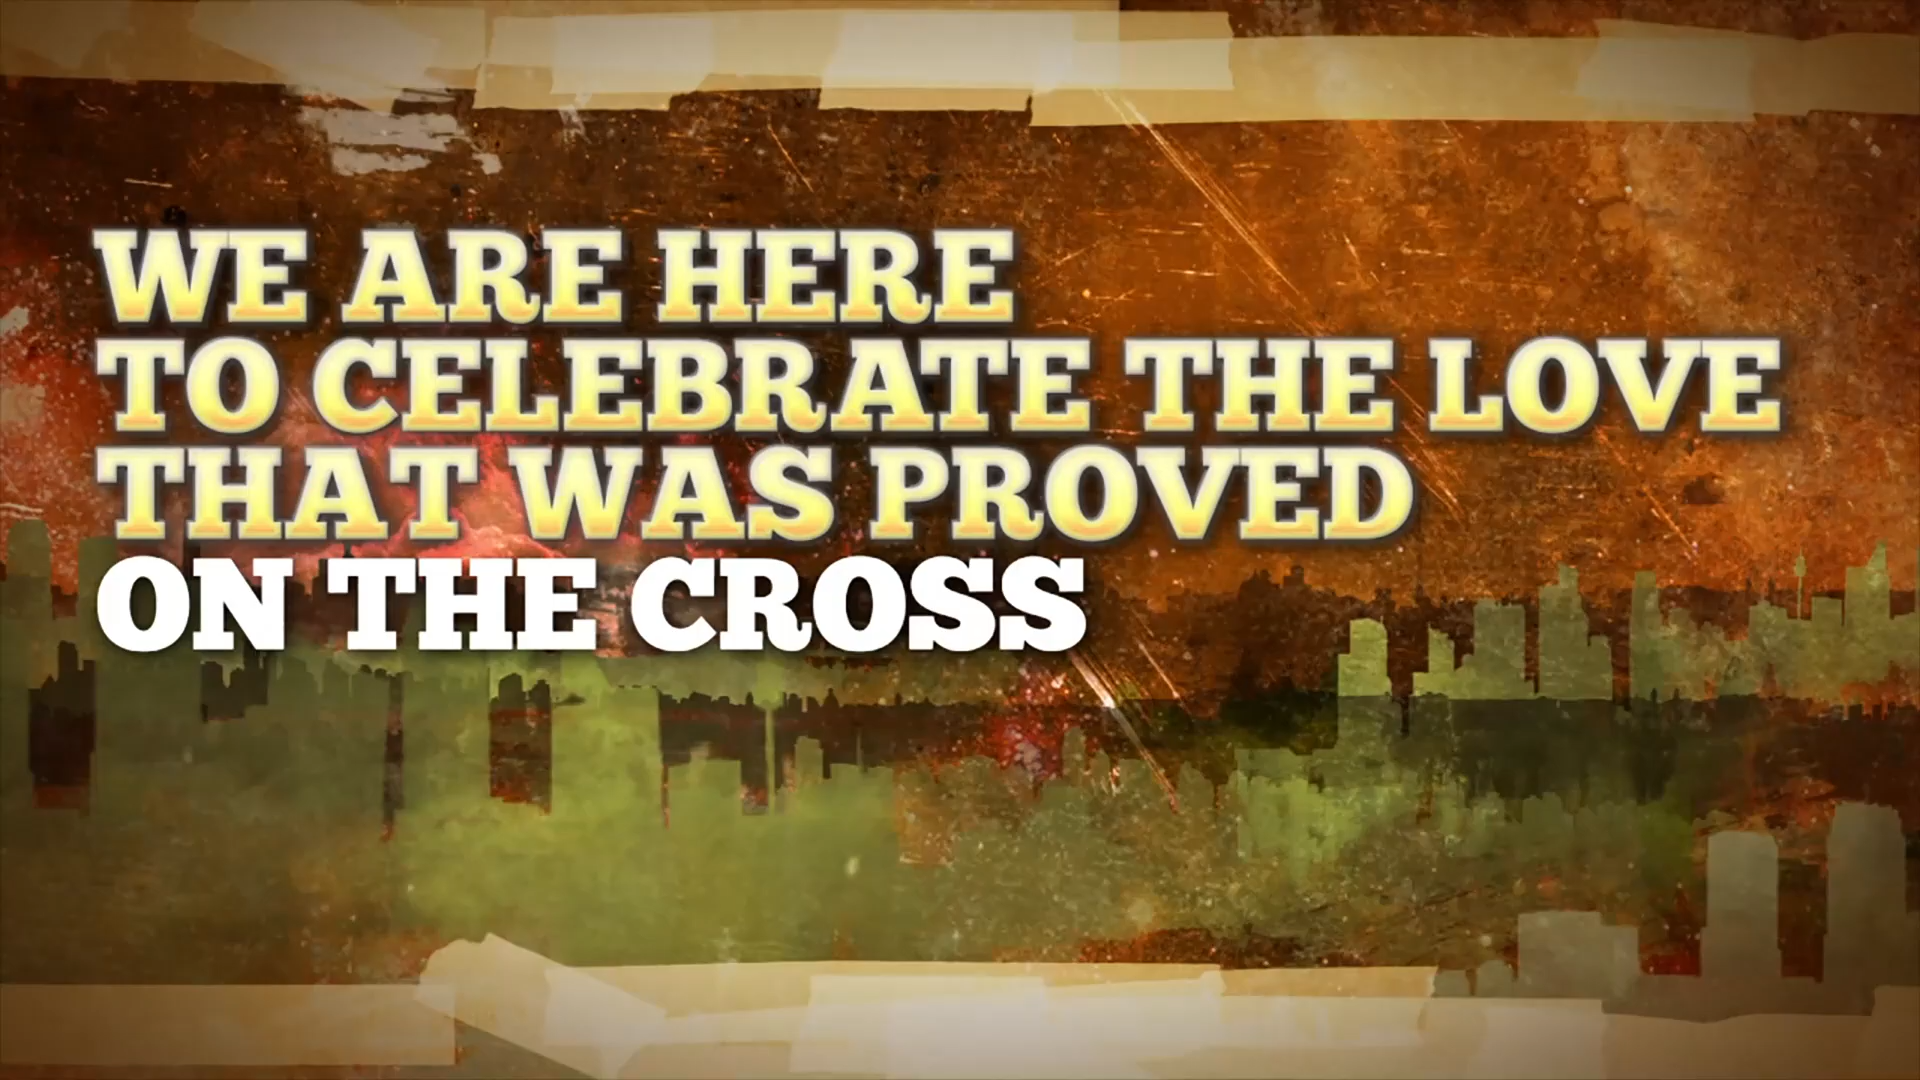 WE ARE HERE
TO CELEBRATE THE LOVE
THAT WAS PROVED
ON THE CROSS